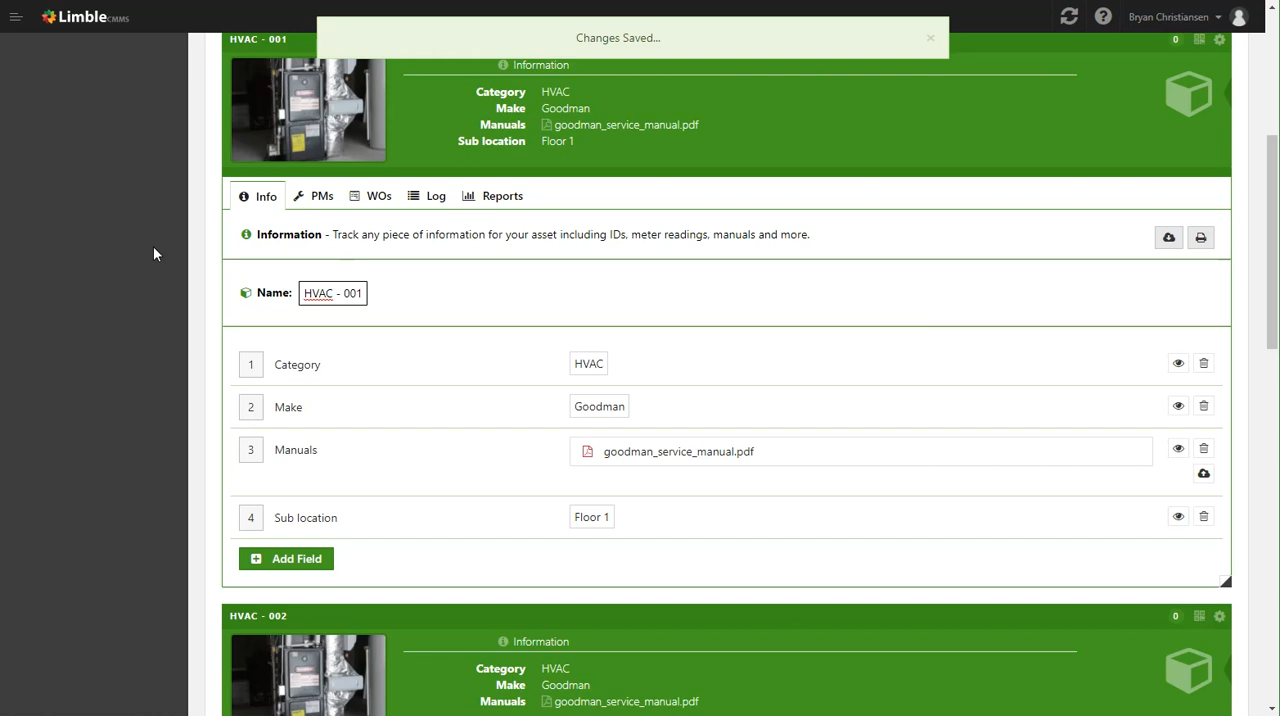 LimbleCMMS
Changes Saved...
×
Bryan Christiansen
HVAC - 001
0
Information
Category HVAC
Make Goodman
Manuals goodman_service_manual.pdf
Sub location Floor 1
Info PMs WOs Log Reports
Information - Track any piece of information for your asset including IDs, meter readings, manuals and more.
Name: HVAC - 001
1 Category HVAC
2 Make Goodman
3 Manuals goodman_service_manual.pdf
4 Sub location Floor 1
Add Field
HVAC - 002
0
Information
Category HVAC
Make Goodman
Manuals goodman_service_manual.pdf